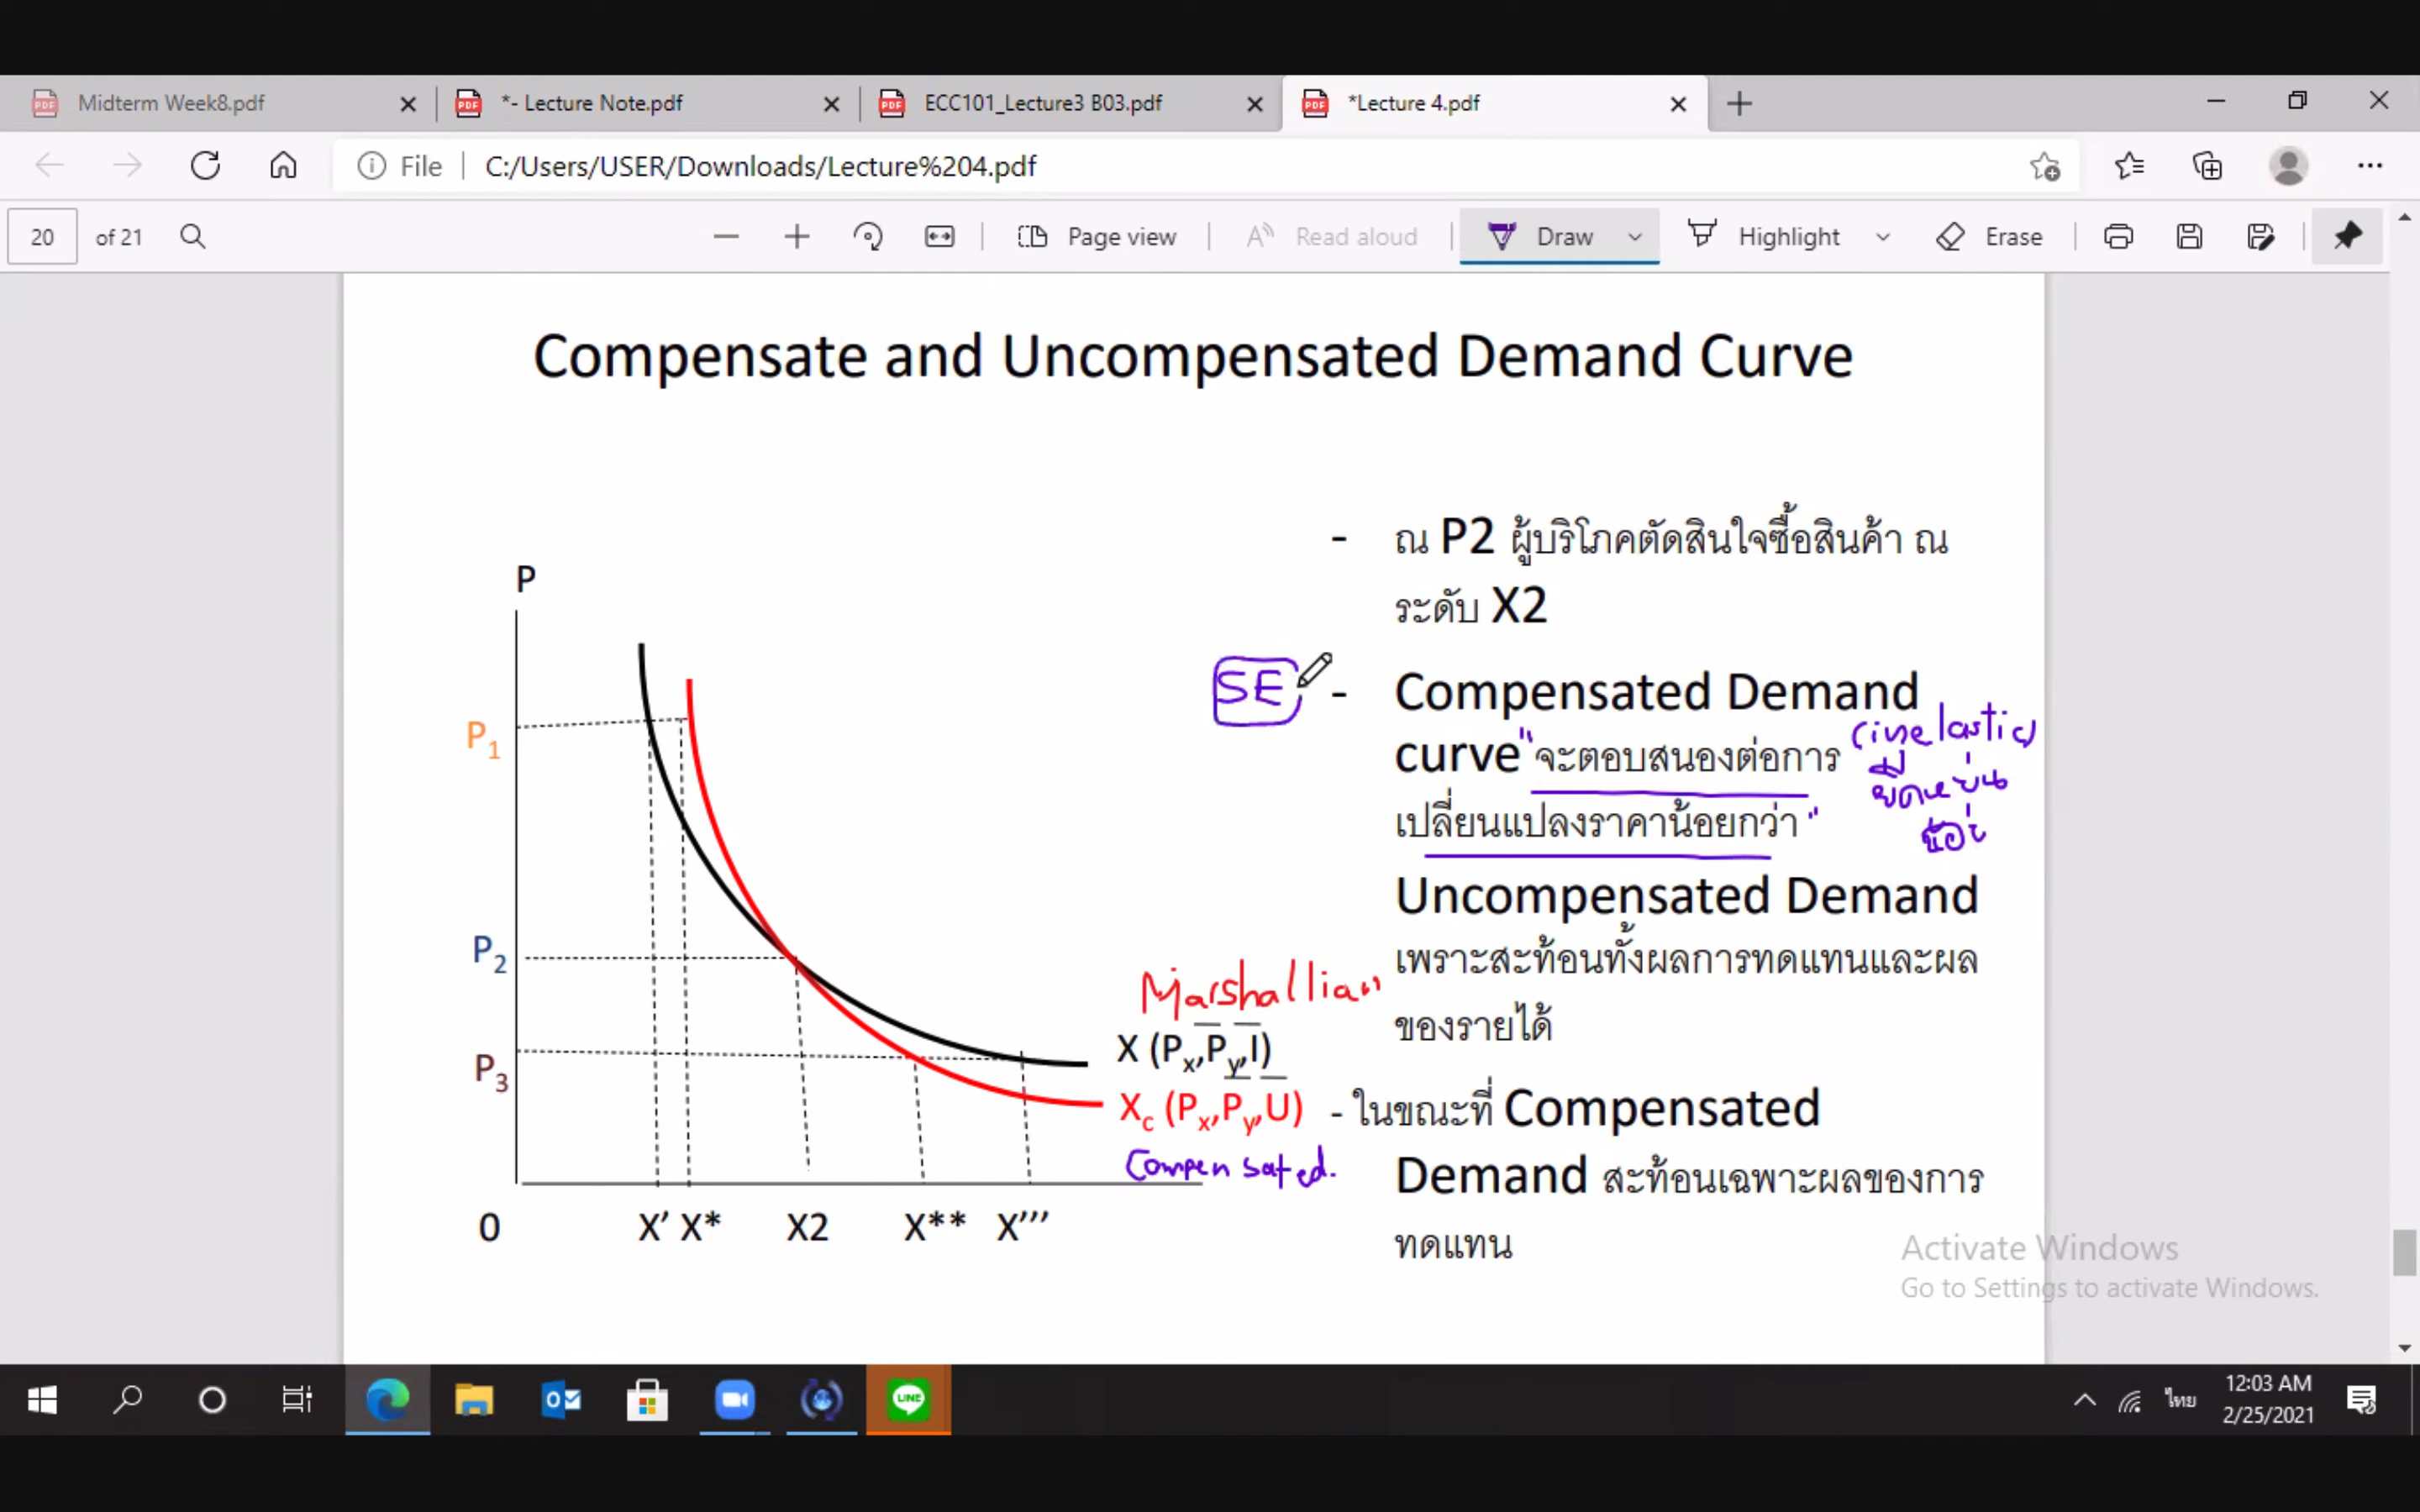 Midterm Week8.pdf
*- Lecture Note.pdf
ECC101_Lecture3 B03.pdf
*Lecture 4.pdf
File
C:/Users/USER/Downloads/Lecture%204.pdf
20 of 21
Page view
Read aloud
Draw
Highlight
Erase
Compensate and Uncompensated Demand Curve
P
P1
P2
P3
0
X' X* X2 X** X'''
Marshallian
X (Px,Py,I)
Xc (Px,Py,U)
Compensated.
SE
- ณ P2 ผู้บริโภคตัดสินใจซื้อสินค้า ณ
ระดับ X2
- Compensated Demand
curve "จะตอบสนองต่อการ
เปลี่ยนแปลงราคาน้อยกว่า"
(inelastic)
มี
ยืดหยุ่น
น้อย
Uncompensated Demand
เพราะสะท้อนทั้งผลการทดแทนและผล
ของรายได้
- ในขณะที่ Compensated
Demand สะท้อนเฉพาะผลของการ
ทดแทน
Activate Windows
Go to Settings to activate Windows.
LINE
ไทย
12:03 AM
2/25/2021